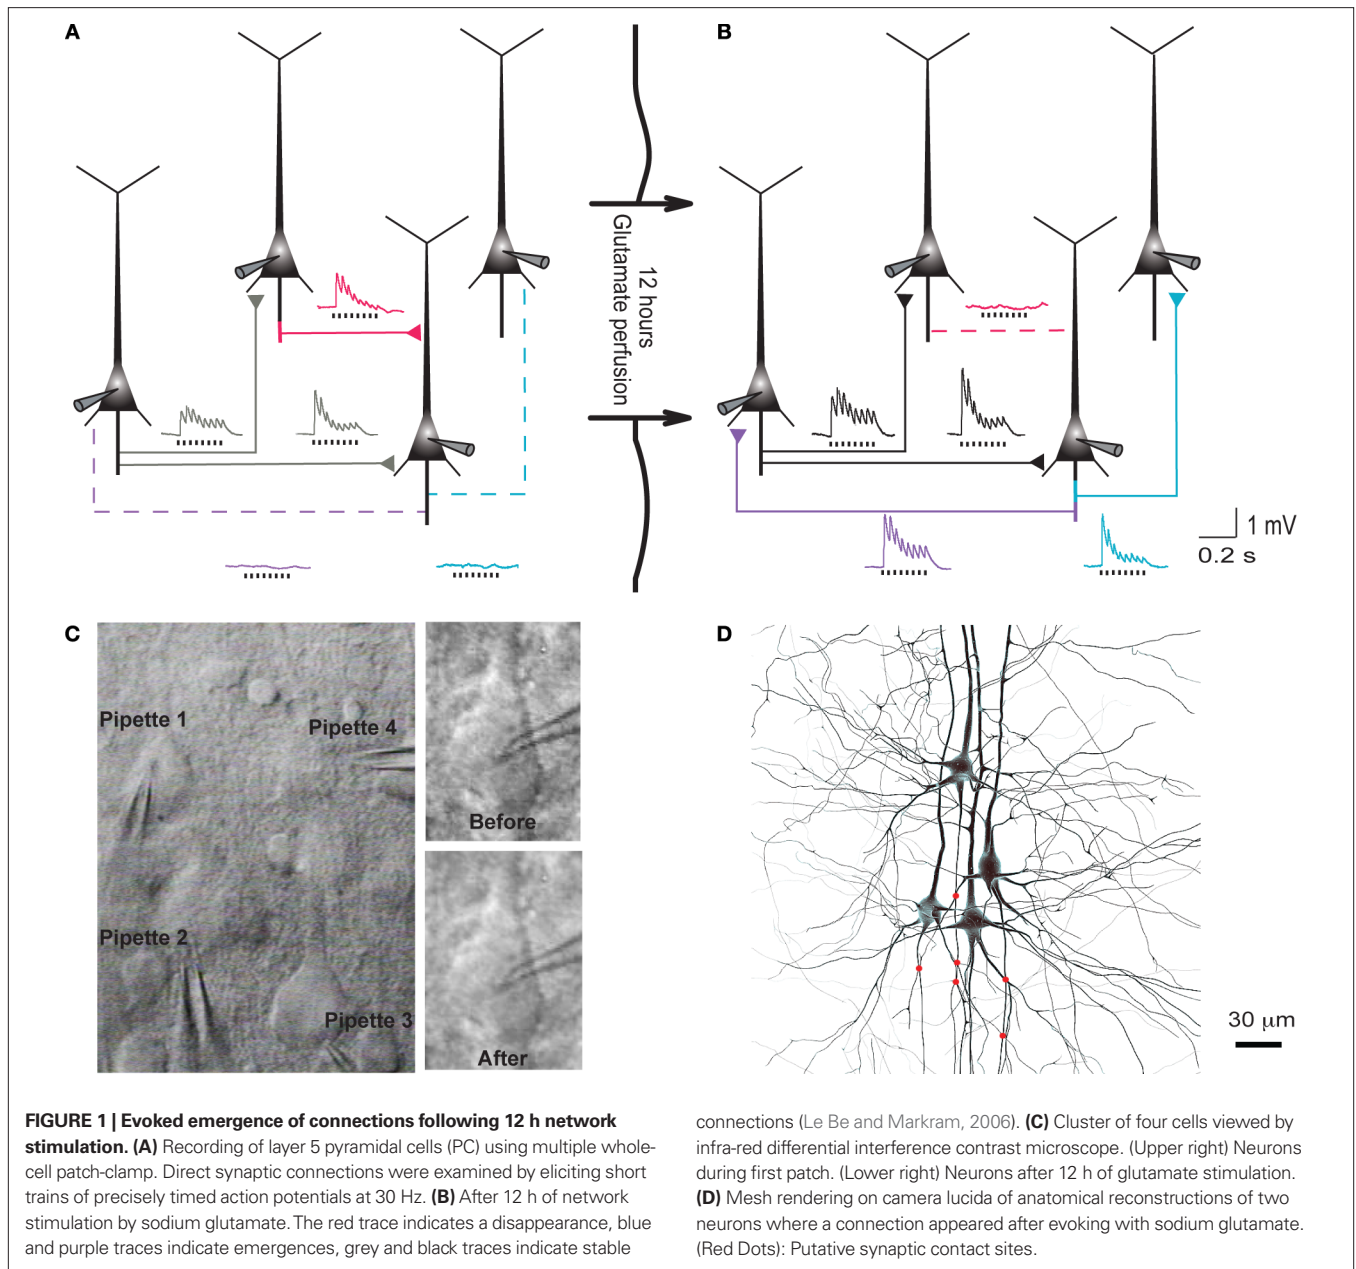 A
B
12 hours
Glutamate perfusion
1 mV
0.2 s
C
Pipette 1
Pipette 4
Pipette 2
Pipette 3
Before
After
D
30 μm
FIGURE 1 | Evoked emergence of connections following 12 h network
stimulation. (A) Recording of layer 5 pyramidal cells (PC) using multiple whole-
cell patch-clamp. Direct synaptic connections were examined by eliciting short
trains of precisely timed action potentials at 30 Hz. (B) After 12 h of network
stimulation by sodium glutamate. The red trace indicates a disappearance, blue
and purple traces indicate emergences, grey and black traces indicate stable
connections (Le Be and Markram, 2006). (C) Cluster of four cells viewed by
infra-red differential interference contrast microscope. (Upper right) Neurons
during first patch. (Lower right) Neurons after 12 h of glutamate stimulation.
(D) Mesh rendering on camera lucida of anatomical reconstructions of two
neurons where a connection appeared after evoking with sodium glutamate.
(Red Dots): Putative synaptic contact sites.